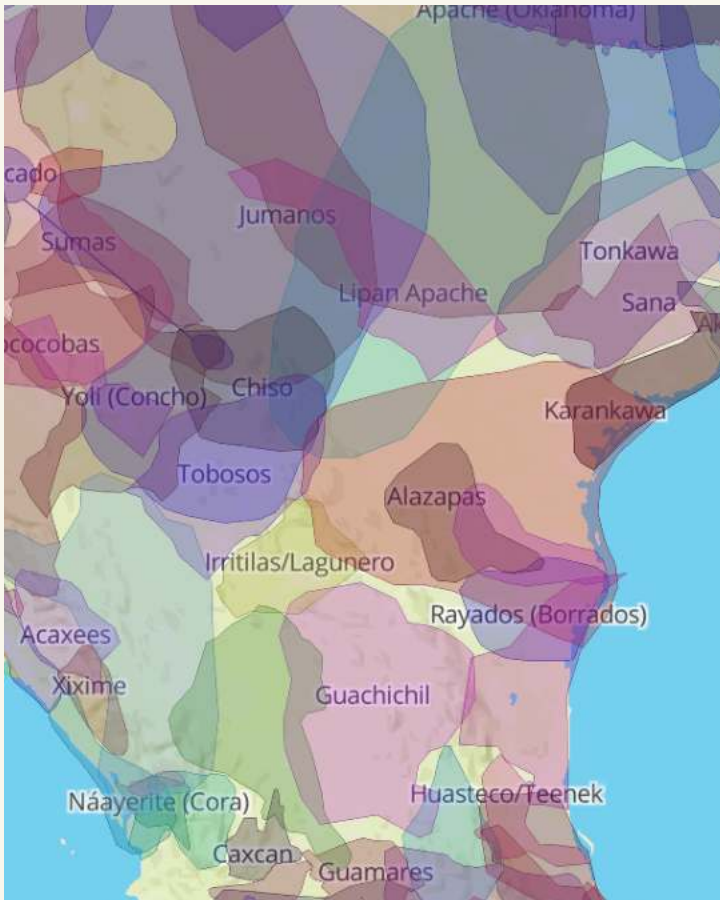 Apache (Oklahoma)
cado
Jumanos
Sumas
Tonkawa
Lipan Apache
Sana
Al
ococobas
Yoli (Concho)
Chiso
Karankawa
Tobosos
Alazapas
Irritilas/Lagunero
Rayados (Borrados)
Acaxees
Xixime
Guachichil
Huasteco/Teenek
Náayerite (Cora)
Caxcan
Guamares